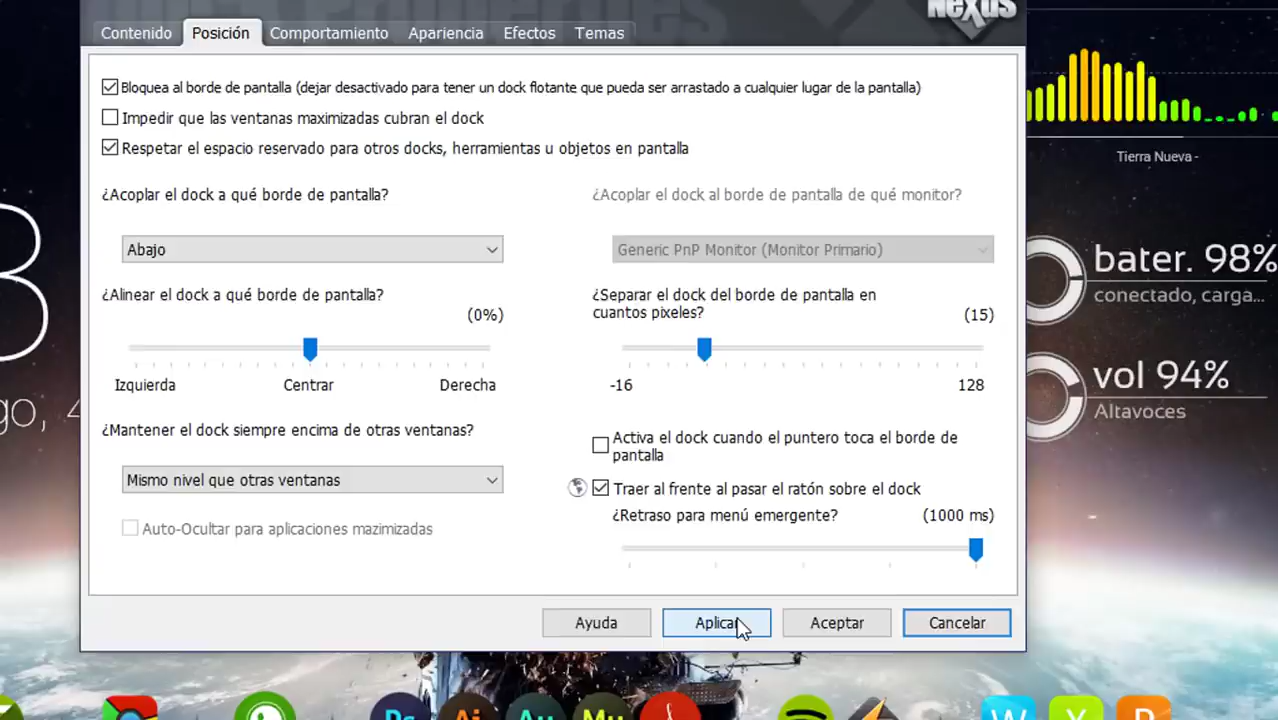 NeXuS
Contenido Posición Comportamiento Apariencia Efectos Temas
Bloquea al borde de pantalla (dejar desactivado para tener un dock flotante que pueda ser arrastado a cualquier lugar de la pantalla)
Impedir que las ventanas maximizadas cubran el dock
Respetar el espacio reservado para otros docks, herramientas u objetos en pantalla
¿Acoplar el dock a qué borde de pantalla?
Abajo
¿Acoplar el dock al borde de pantalla de qué monitor?
Generic PnP Monitor (Monitor Primario)
¿Alinear el dock a qué borde de pantalla?
(0%)
Izquierda Centrar Derecha
¿Separar el dock del borde de pantalla en
cuantos pixeles?
(15)
-16 128
¿Mantener el dock siempre encima de otras ventanas?
Mismo nivel que otras ventanas
Auto-Ocultar para aplicaciones mazimizadas
Activa el dock cuando el puntero toca el borde de
pantalla
Traer al frente al pasar el ratón sobre el dock
¿Retraso para menú emergente? (1000 ms)
Ayuda Aplicar Aceptar Cancelar
Tierra Nueva -
bater. 98%
conectado, carga...
vol 94%
Altavoces
go, 4
Ps Ai Au Mu W X P